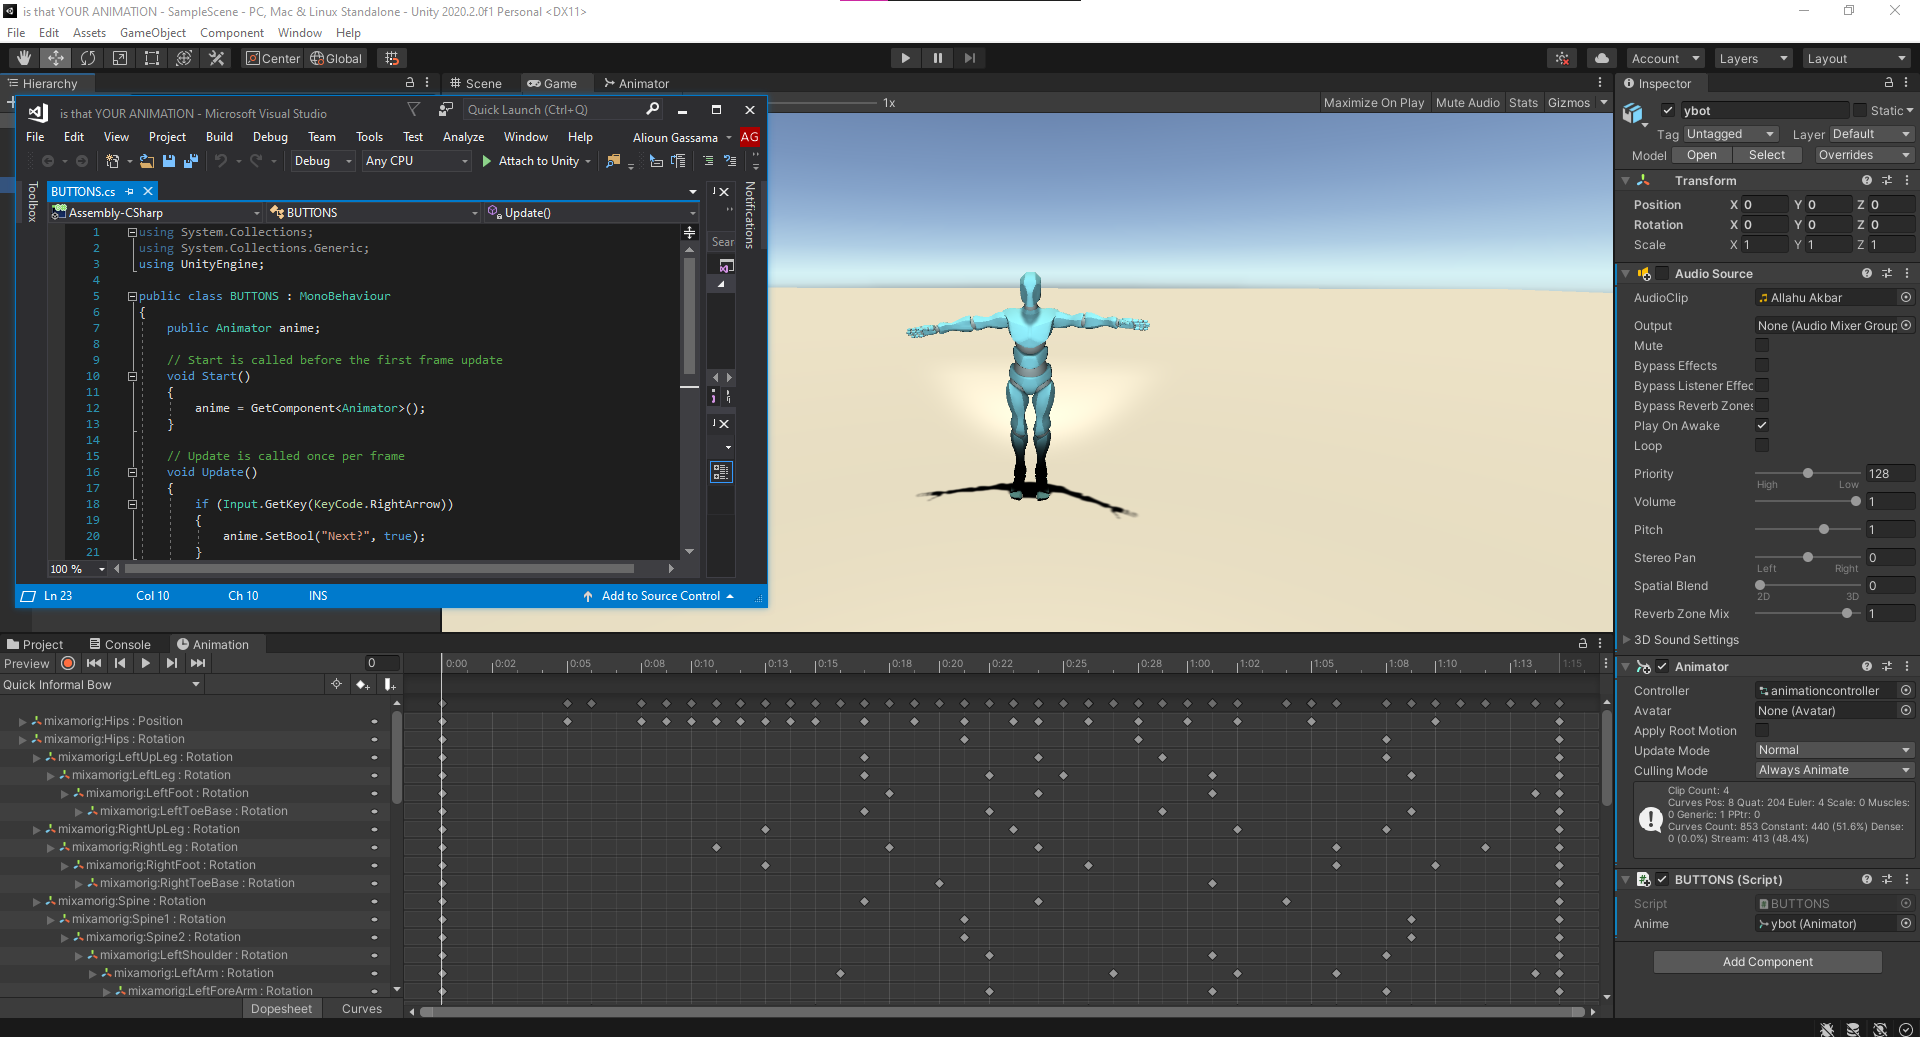 is that YOUR ANIMATION - SampleScene - PC, Mac & Linux Standalone - Unity 2020.2.0f1 Personal <DX11>
File Edit Assets GameObject Component Window Help
Center Global Account Layers Layout
Hierarchy
Scene Game Animator
1x Maximize On Play Mute Audio Stats Gizmos
is that YOUR ANIMATION - Microsoft Visual Studio Quick Launch (Ctrl+Q)
File Edit View Project Build Debug Team Tools Test Analyze Window Help Alioun Gassama AG
Debug Any CPU Attach to Unity
Toolbox
BUTTONS.cs
Notifications
Assembly-CSharp BUTTONS Update()
Sear
1 using System.Collections;
2 using System.Collections.Generic;
3 using UnityEngine;
4
5 public class BUTTONS : MonoBehaviour
6 {
7 public Animator anime;
8
9 // Start is called before the first frame update
10 void Start()
11 {
12 anime = GetComponent<Animator>();
13 }
14
15 // Update is called once per frame
16 void Update()
17 {
18 if (Input.GetKey(KeyCode.RightArrow))
19 {
20 anime.SetBool("Next?", true);
21 }
100 %
Ln 23 Col 10 Ch 10 INS Add to Source Control
Inspector
ybot Static
Tag Untagged Layer Default
Model Open Select Overrides
Transform
Position X 0 Y 0 Z 0
Rotation X 0 Y 0 Z 0
Scale X 1 Y 1 Z 1
Audio Source
AudioClip Allahu Akbar
Output None (Audio Mixer Group
Mute
Bypass Effects
Bypass Listener Effec
Bypass Reverb Zones
Play On Awake
Loop
Priority 128
High Low
Volume 1
Pitch 1
Stereo Pan 0
Left Right
Spatial Blend 0
2D 3D
Reverb Zone Mix 1
3D Sound Settings
Animator
Controller animationcontroller
Avatar None (Avatar)
Apply Root Motion
Update Mode Normal
Culling Mode Always Animate
Clip Count: 4
Curves Pos: 8 Quat: 204 Euler: 4 Scale: 0 Muscles:
0 Generic: 1 PPtr: 0
Curves Count: 853 Constant: 440 (51.6%) Dense:
0 (0.0%) Stream: 413 (48.4%)
BUTTONS (Script)
Script BUTTONS
Anime ybot (Animator)
Add Component
Project Console Animation
Preview 0 0:00 0:02 0:05 0:08 0:10 0:13 0:15 0:18 0:20 0:22 0:25 0:28 1:00 1:02 1:05 1:08 1:10 1:13 1:15
Quick Informal Bow
mixamorig:Hips : Position
mixamorig:Hips : Rotation
mixamorig:LeftUpLeg : Rotation
mixamorig:LeftLeg : Rotation
mixamorig:LeftFoot : Rotation
mixamorig:LeftToeBase : Rotation
mixamorig:RightUpLeg : Rotation
mixamorig:RightLeg : Rotation
mixamorig:RightFoot : Rotation
mixamorig:RightToeBase : Rotation
mixamorig:Spine : Rotation
mixamorig:Spine1 : Rotation
mixamorig:Spine2 : Rotation
mixamorig:LeftShoulder : Rotation
mixamorig:LeftArm : Rotation
mixamorig:LeftForeArm : Rotation
Dopesheet Curves